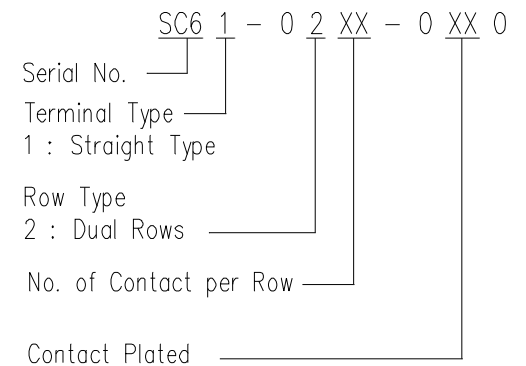 SC6 1 - 0 2 XX - 0 XX 0
Serial No.
Terminal Type
1 : Straight Type
Row Type
2 : Dual Rows
No. of Contact per Row
Contact Plated